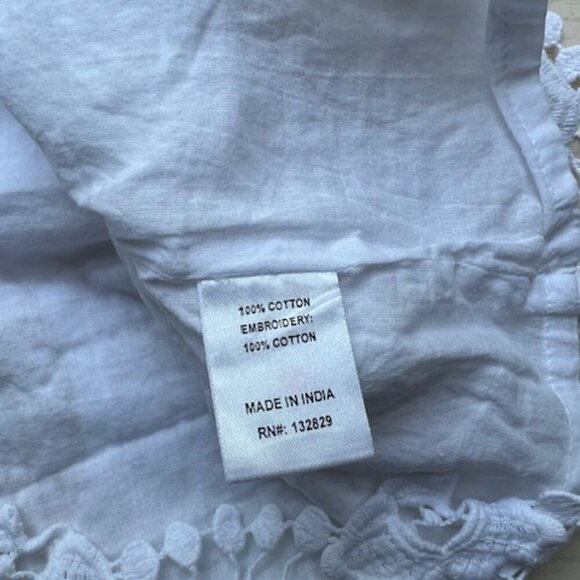 100% COTTON
EMBROIDERY:
100% COTTON
MADE IN INDIA
RN#: 132829